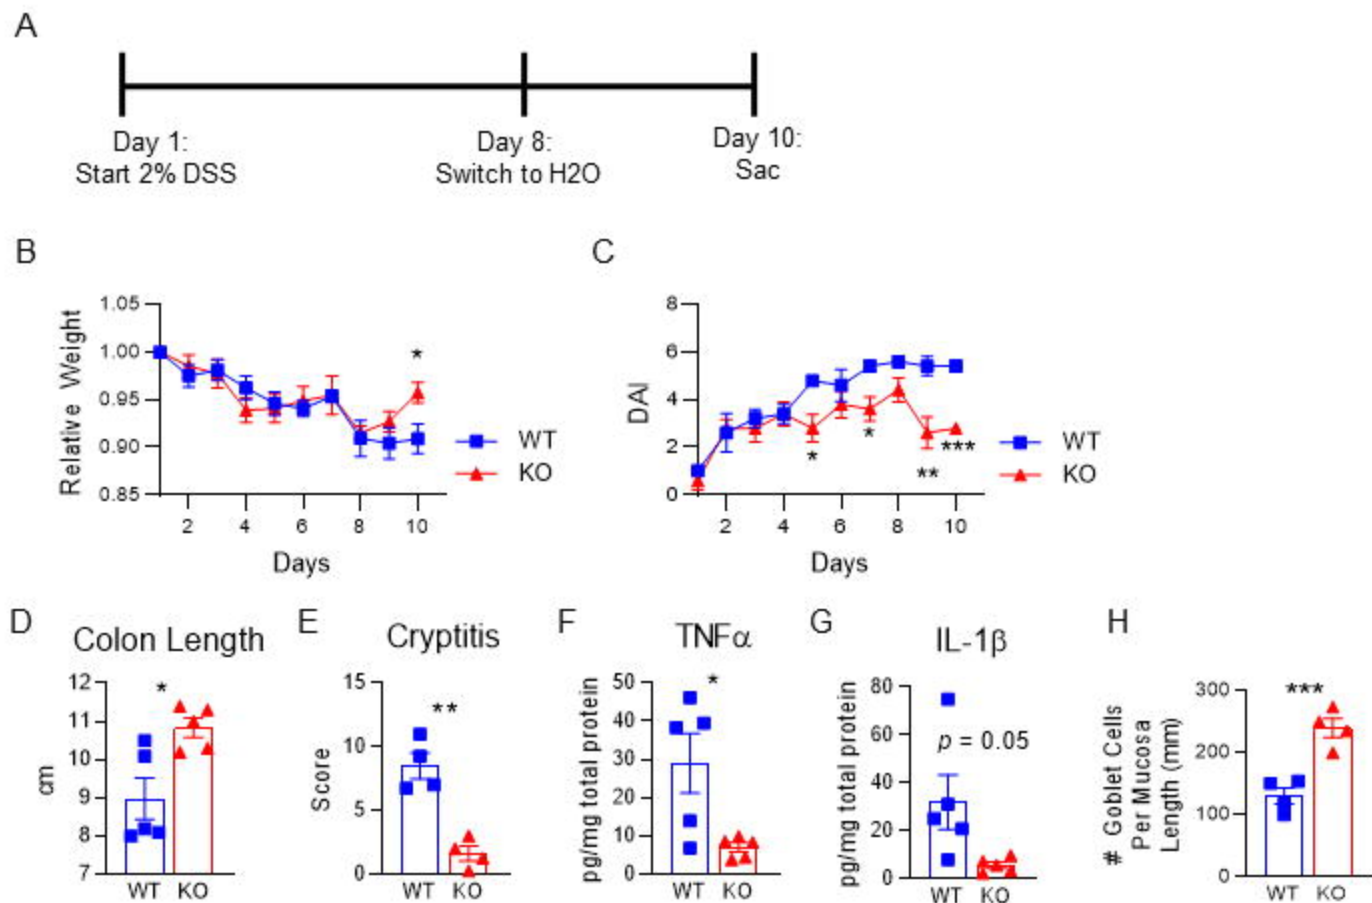 A
Day 1:
Start 2% DSS
Day 8:
Switch to H2O
Day 10:
Sac
B
Relative Weight
1.05
1.00
0.95
0.90
0.85
*
2 4 6 8 10
Days
WT
KO
C
DAI
8
6
4
2
0
*
*
**
***
2 4 6 8 10
Days
WT
KO
D
Colon Length
cm
12
11
10
9
8
7
*
WT KO
E
Cryptitis
Score
15
10
5
0
**
WT KO
F
TNFα
pg/mg total protein
50
40
30
20
10
0
*
WT KO
G
IL-1β
pg/mg total protein
80
60
40
20
0
p = 0.05
WT KO
H
# Goblet Cells
Per Mucosa
Length (mm)
300
200
100
0
***
WT KO